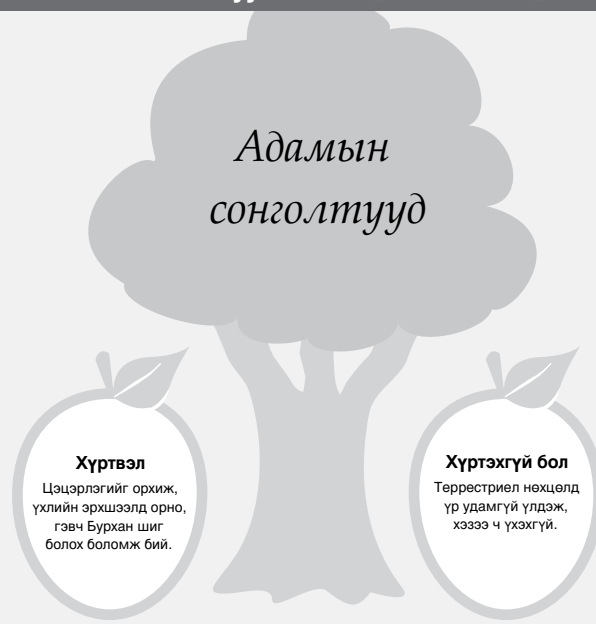 Адамын
сонголтууд
Хүртвэл
Цэцэрлэгийг орхиж,
үхлийн эрхшээлд орно,
гэвч Бурхан шиг
болох боломж бий.
Хүртэхгүй бол
Террестриел нөхцөлд
үр удамгүй үлдэж,
хэзээ ч үхэхгүй.